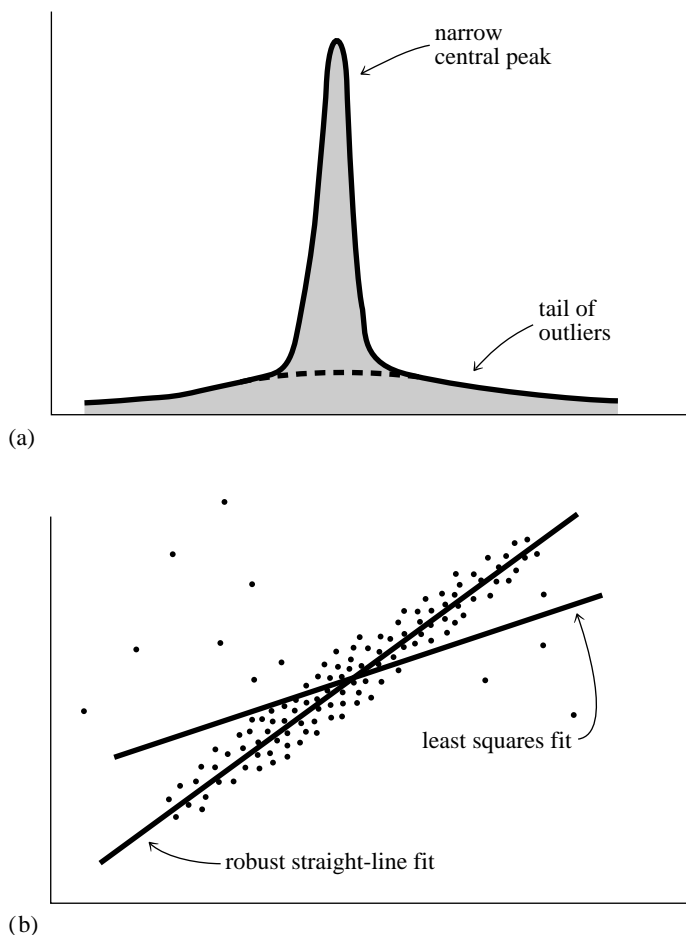 narrow
central peak
tail of
outliers
(a)
least squares fit
robust straight-line fit
(b)